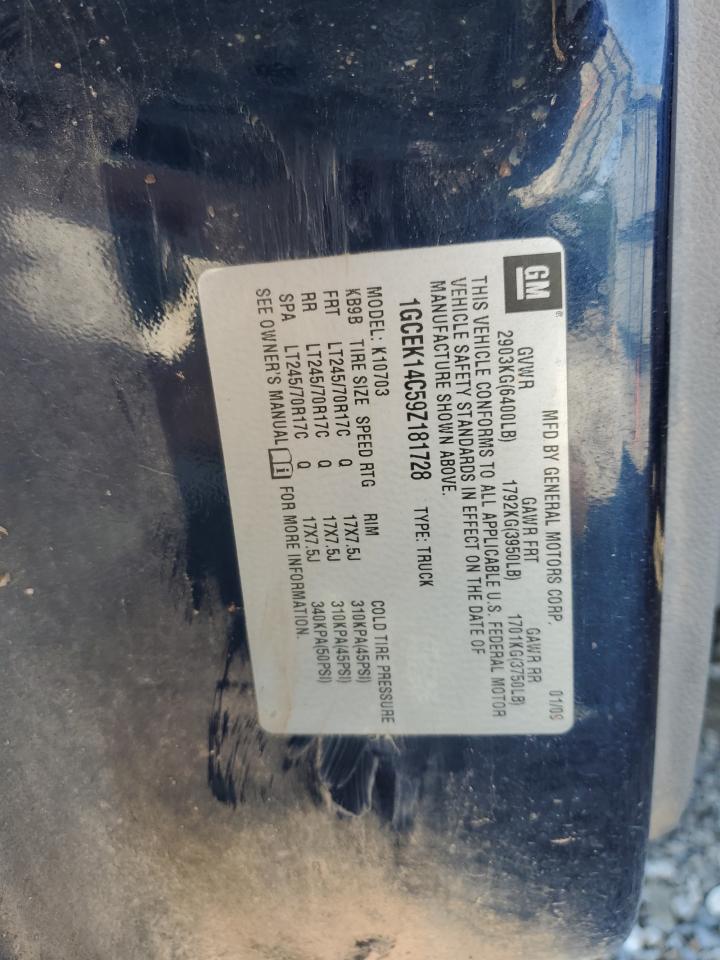 GM
MFD BY GENERAL MOTORS CORP. 01/09
GVWR GAWR FRT GAWR RR
2903KG(6400LB) 1792KG(3950LB) 1701KG(3750LB)
THIS VEHICLE CONFORMS TO ALL APPLICABLE U.S. FEDERAL MOTOR
VEHICLE SAFETY STANDARDS IN EFFECT ON THE DATE OF
MANUFACTURE SHOWN ABOVE.
1GCEK14C59Z181728 TYPE: TRUCK
MODEL: K10703
KB9B TIRE SIZE SPEED RTG RIM COLD TIRE PRESSURE
FRT LT245/70R17C Q 17X7.5J 310KPA(45PSI)
RR LT245/70R17C Q 17X7.5J 310KPA(45PSI)
SPA LT245/70R17C Q 17X7.5J 340KPA(50PSI)
SEE OWNER'S MANUAL FOR MORE INFORMATION.